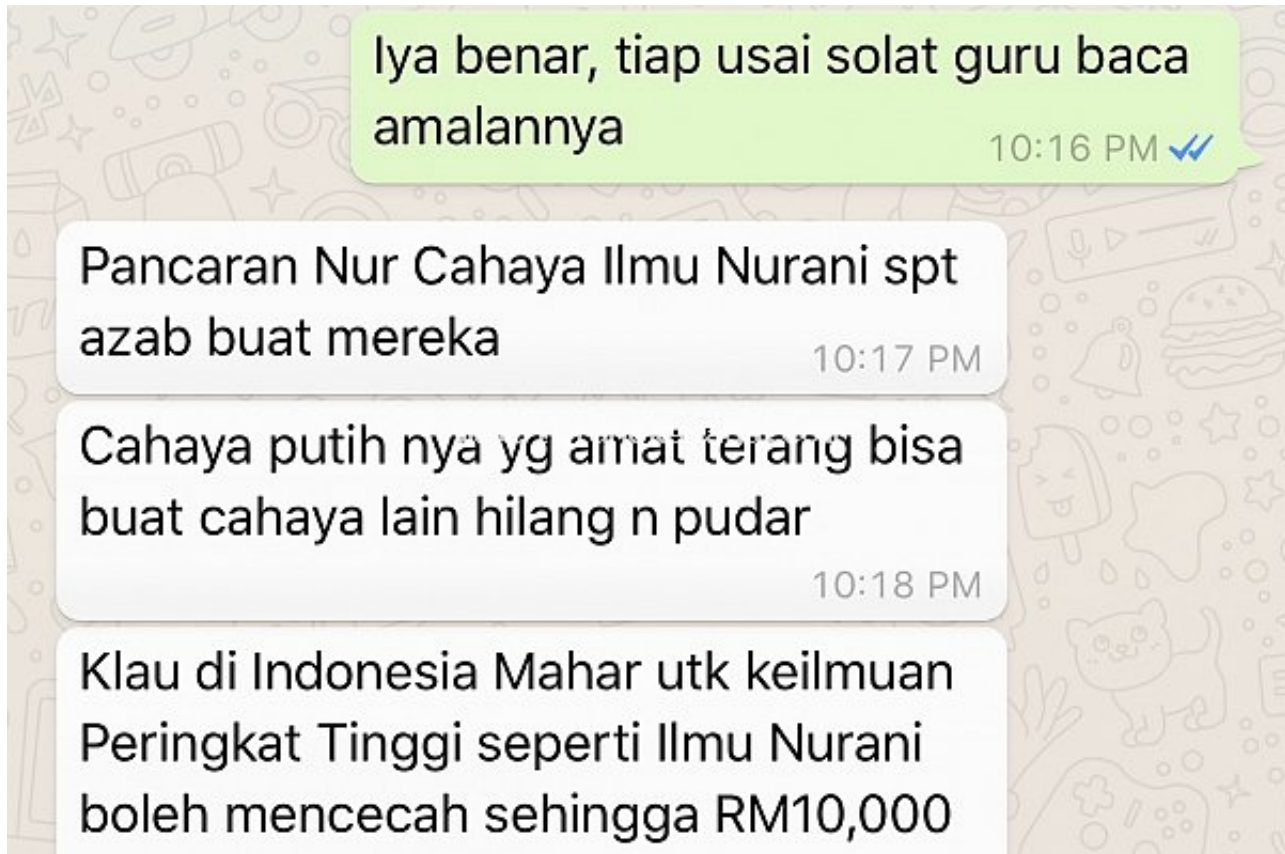 Iya benar, tiap usai solat guru baca
amalannya
10:16 PM
Pancaran Nur Cahaya Ilmu Nurani spt
azab buat mereka
10:17 PM
Cahaya putih nya yg amat terang bisa
buat cahaya lain hilang n pudar
10:18 PM
Klau di Indonesia Mahar utk keilmuan
Peringkat Tinggi seperti Ilmu Nurani
boleh mencecah sehingga RM10,000